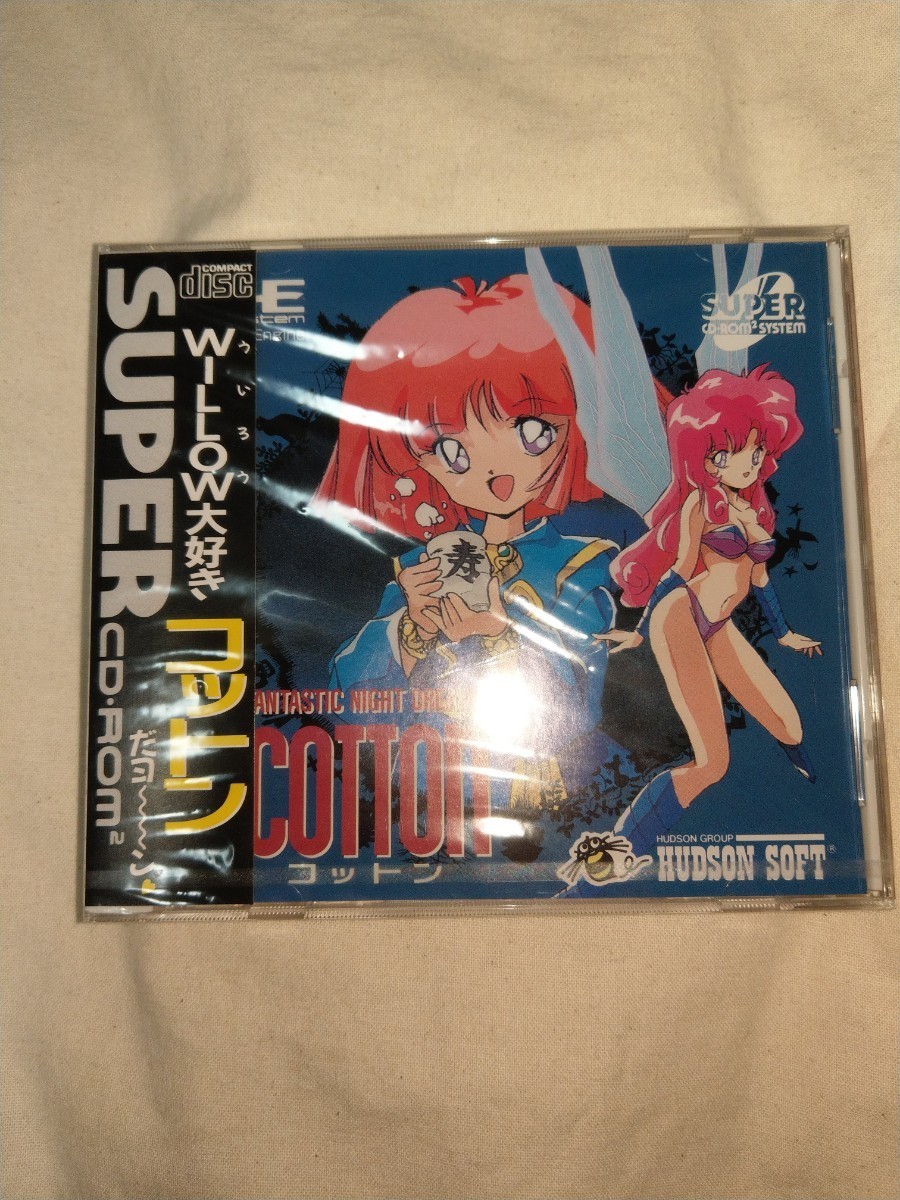 COMPACT
disc
SUPER CD-ROM²
WILLOW大好き
ういろう
コットン
だヨ〜〜〜ン
E
stem
SUPER
CD-ROM² SYSTEM
寿
ANTASTIC NIGHT
COTTON
コットン
HUDSON GROUP
HUDSON SOFT®